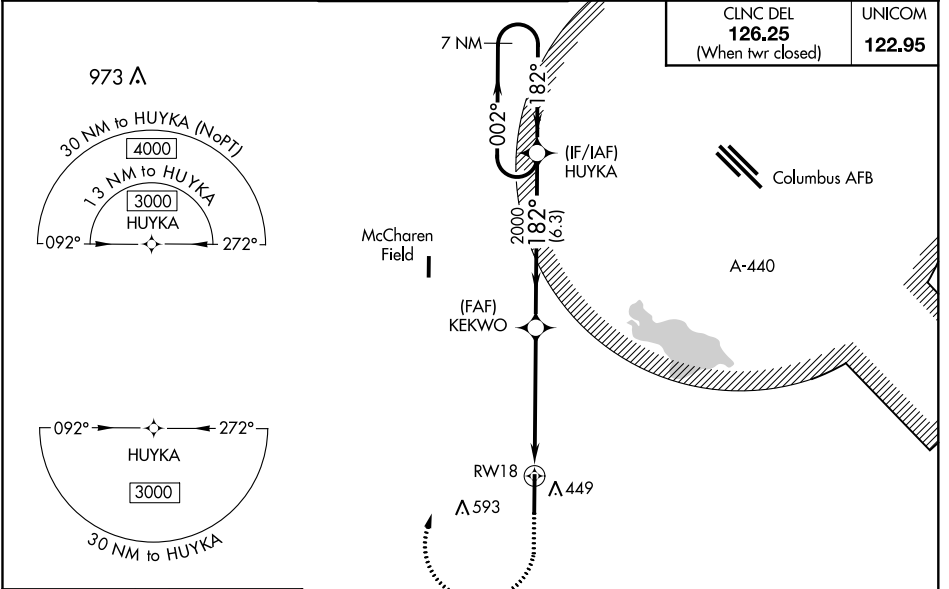 CLNC DEL
126.25
(When twr closed)
UNICOM
122.95
973
30 NM to HUYKA (NoPT)
4000
13 NM to HUYKA
3000
HUYKA
092°
272°
7 NM
002°
182°
(IF/IAF)
HUYKA
2000
182°
(6.3)
McCharen
Field
Columbus AFB
A-440
(FAF)
KEKWO
092°
272°
HUYKA
3000
30 NM to HUYKA
RW18
449
593